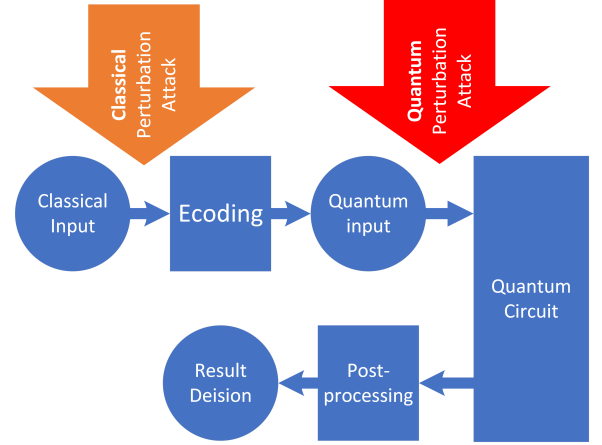 Classical
Perturbation
Attack
Quantum
Perturbation
Attack
Classical
Input
Ecoding
Quantum
input
Quantum
Circuit
Result
Deision
Post-
processing